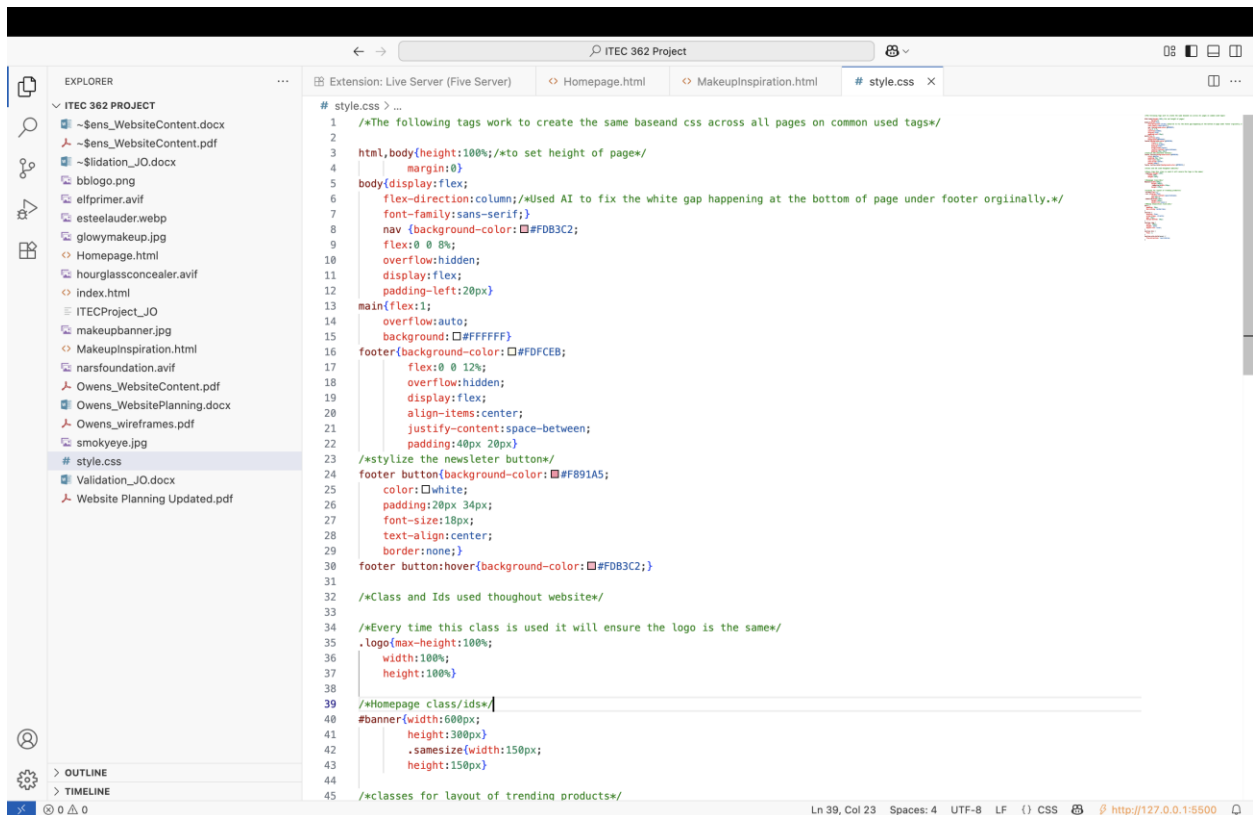 ITEC 362 Project
EXPLORER
Extension: Live Server (Five Server)
Homepage.html
MakeupInspiration.html
# style.css
ITEC 362 PROJECT
~$ens_WebsiteContent.docx
~$ens_WebsiteContent.pdf
~$lidation_JO.docx
bblogo.png
elfprimer.avif
esteelauder.webp
glowymakeup.jpg
Homepage.html
hourglassconcealer.avif
index.html
ITECProject_JO
makeupbanner.jpg
MakeupInspiration.html
narsfoundation.avif
Owens_WebsiteContent.pdf
Owens_WebsitePlanning.docx
Owens_wireframes.pdf
smokyeye.jpg
# style.css
Validation_JO.docx
Website Planning Updated.pdf
OUTLINE
TIMELINE
# style.css > ...
1 /*The following tags work to create the same baseand css across all pages on common used tags*/
2
3 html,body{height:100%;/*to set height of page*/
4 margin:0}
5 body{display:flex;
6 flex-direction:column;/*Used AI to fix the white gap happening at the bottom of page under footer orgiinally.*/
7 font-family:sans-serif;}
8 nav {background-color:#FDB3C2;
9 flex:0 0 8%;
10 overflow:hidden;
11 display:flex;
12 padding-left:20px}
13 main{flex:1;
14 overflow:auto;
15 background:#FFFFFF}
16 footer{background-color:#FDFCEB;
17 flex:0 0 12%;
18 overflow:hidden;
19 display:flex;
20 align-items:center;
21 justify-content:space-between;
22 padding:40px 20px}
23 /*stylize the newsleter button*/
24 footer button{background-color:#F891A5;
25 color:white;
26 padding:20px 34px;
27 font-size:18px;
28 text-align:center;
29 border:none;}
30 footer button:hover{background-color:#FDB3C2;}
31
32 /*Class and Ids used thoughout website*/
33
34 /*Every time this class is used it will ensure the logo is the same*/
35 .logo{max-height:100%;
36 width:100%;
37 height:100%}
38
39 /*Homepage class/ids*/
40 #banner{width:600px;
41 height:300px}
42 .samesize{width:150px;
43 height:150px}
44
45 /*classes for layout of trending products*/
0 0
Ln 39, Col 23 Spaces: 4 UTF-8 LF {} CSS http://127.0.0.1:5500